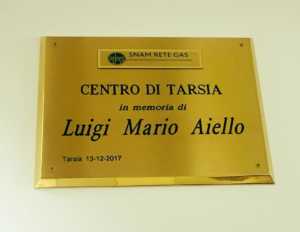 SNAM RETE GAS
CENTRO DI TARSIA
in memoria di
Luigi Mario Aiello
Tarsia 13-12-2017